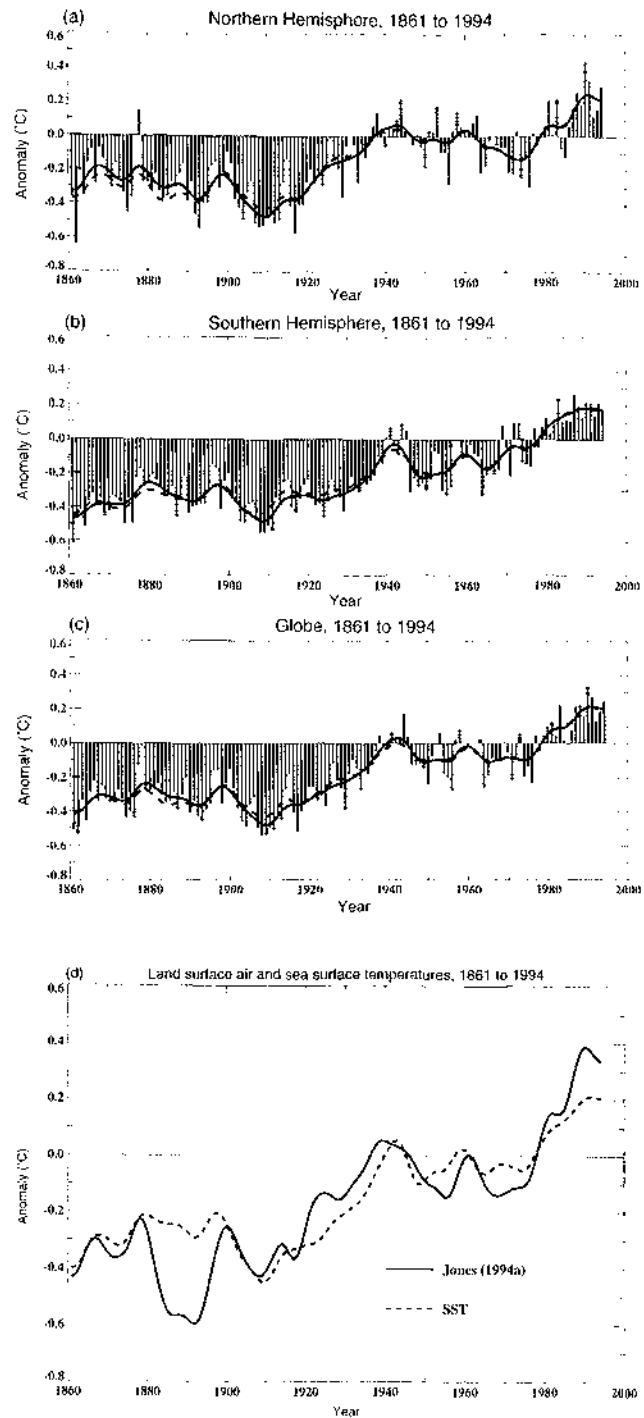 (a)
Northern Hemisphere, 1861 to 1994
0.6
0.4
0.2
0.0
-0.2
-0.4
-0.6
-0.8
Anomaly (°C)
1860 1880 1900 1920 1940 1960 1980 2000
Year
(b)
Southern Hemisphere, 1861 to 1994
0.6
0.4
0.2
0.0
-0.2
-0.4
-0.6
-0.8
Anomaly (°C)
1860 1880 1900 1920 1940 1960 1980 2000
Year
(c)
Globe, 1861 to 1994
0.6
0.4
0.2
0.0
-0.2
-0.4
-0.6
-0.8
Anomaly (°C)
1860 1880 1900 1920 1940 1960 1980 2000
Year
(d)
Land surface air and sea surface temperatures, 1861 to 1994
0.6
0.4
0.2
0.0
-0.2
-0.4
-0.6
-0.8
Anomaly (°C)
Jones (1994a)
SST
1860 1880 1900 1920 1940 1960 1980 2000
Year